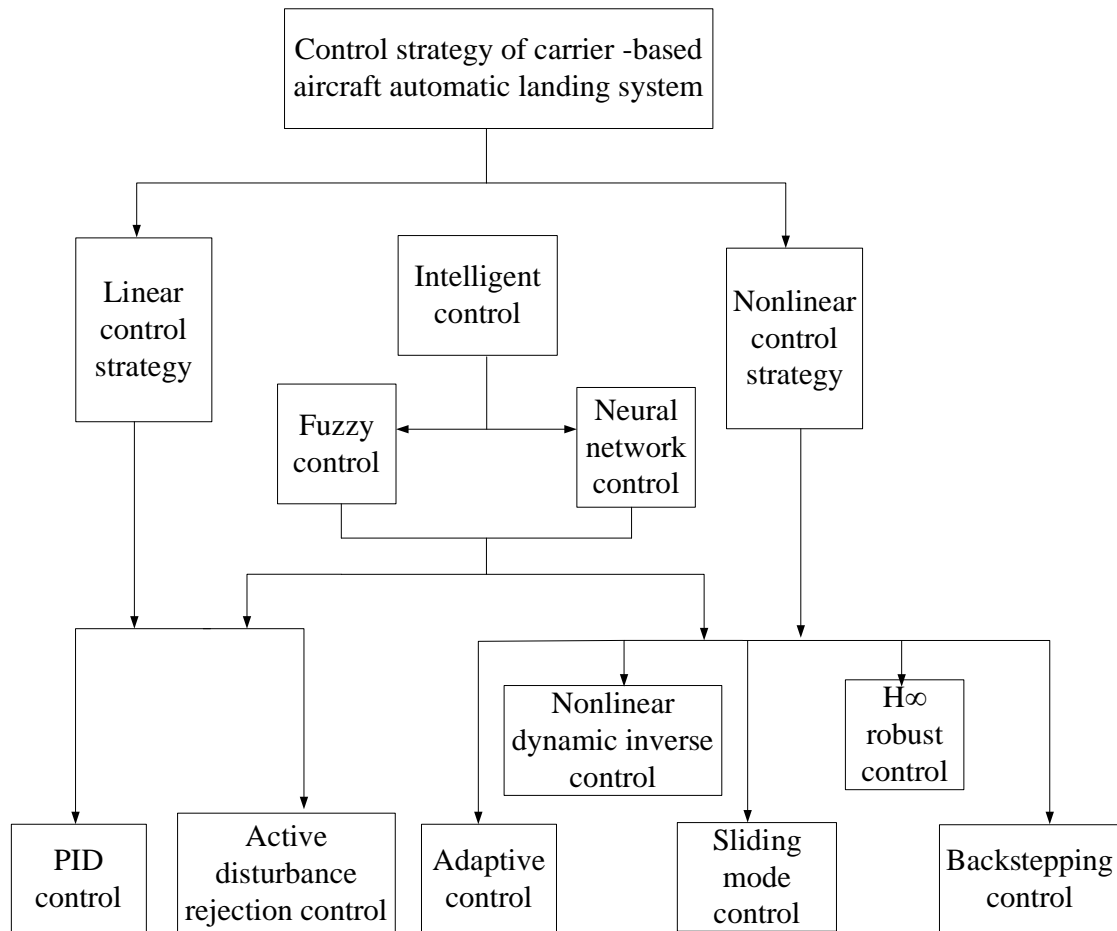 Control strategy of carrier -based
aircraft automatic landing system
Linear
control
strategy
Intelligent
control
Nonlinear
control
strategy
Fuzzy
control
Neural
network
control
Nonlinear
dynamic inverse
control
H∞
robust
control
PID
control
Active
disturbance
rejection control
Adaptive
control
Sliding
mode
control
Backstepping
control